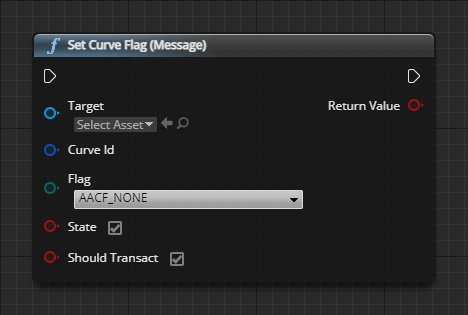 f Set Curve Flag (Message)
Target
Return Value
Select Asset
Curve Id
Flag
AACF_NONE
State
Should Transact